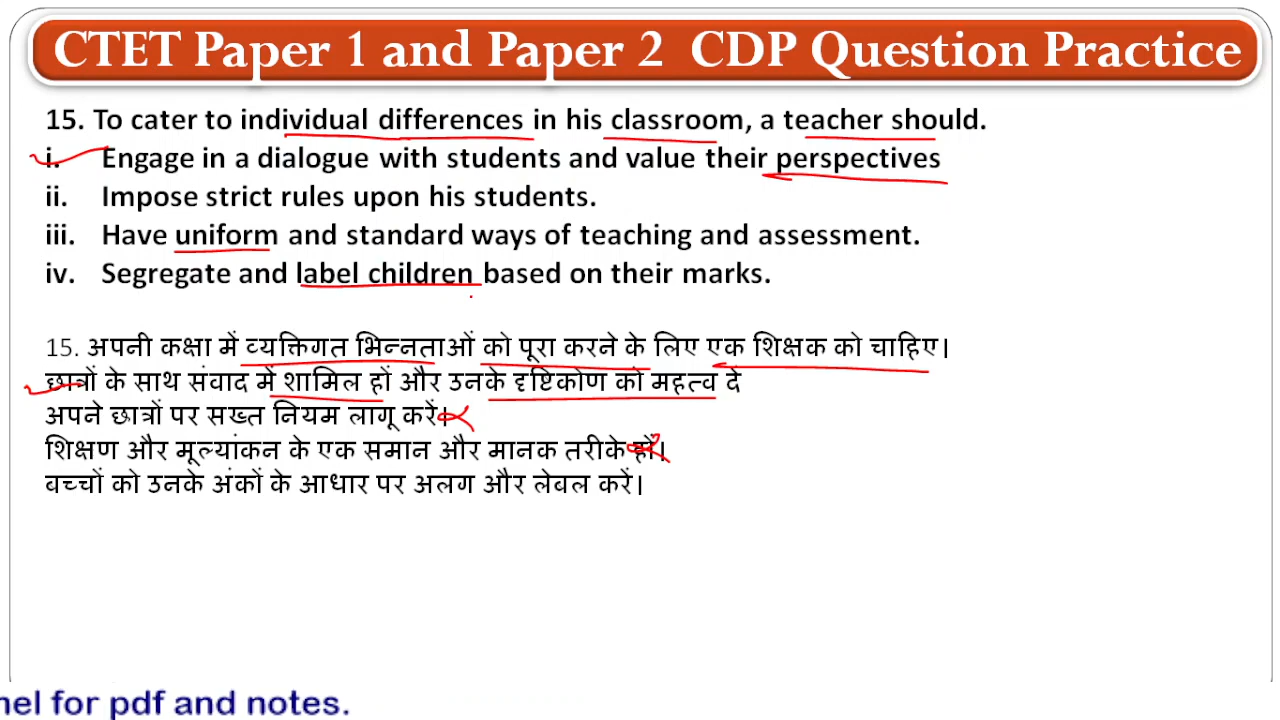 CTET Paper 1 and Paper 2 CDP Question Practice
15. To cater to individual differences in his classroom, a teacher should.
i. Engage in a dialogue with students and value their perspectives
ii. Impose strict rules upon his students.
iii. Have uniform and standard ways of teaching and assessment.
iv. Segregate and label children based on their marks.
15. अपनी कक्षा में व्यक्तिगत भिन्नताओं को पूरा करने के लिए एक शिक्षक को चाहिए।
छात्रों के साथ संवाद में शामिल हों और उनके दृष्टिकोण को महत्व दें
अपने छात्रों पर सख्त नियम लागू करें।
शिक्षण और मूल्यांकन के एक समान और मानक तरीके हों।
बच्चों को उनके अंकों के आधार पर अलग और लेबल करें।
nel for pdf and notes.